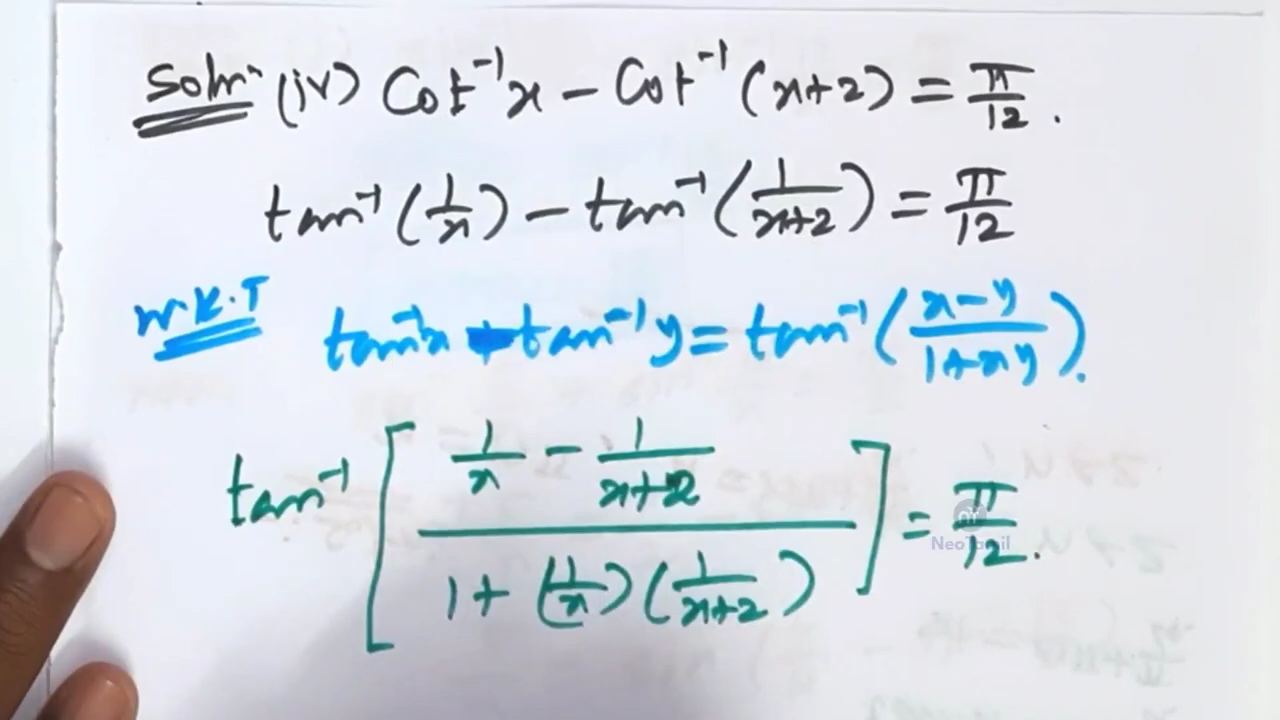 Soln (iv) Cot⁻¹x – Cot⁻¹(x+2) = π/12.
tan⁻¹(1/x) – tan⁻¹(1/(x+2)) = π/12
W.K.T tan⁻¹x - tan⁻¹y = tan⁻¹((x–y)/(1+xy)).
tan⁻¹[(1/x – 1/(x+2))/(1+(1/x)(1/(x+2)))] = π/12.
NeoTamil